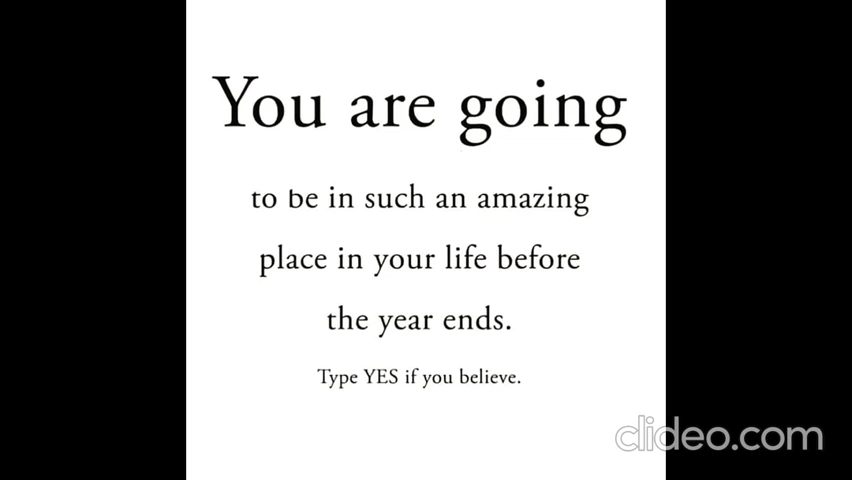 You are going
to be in such an amazing
place in your life before
the year ends.
Type YES if you believe.
clideo.com